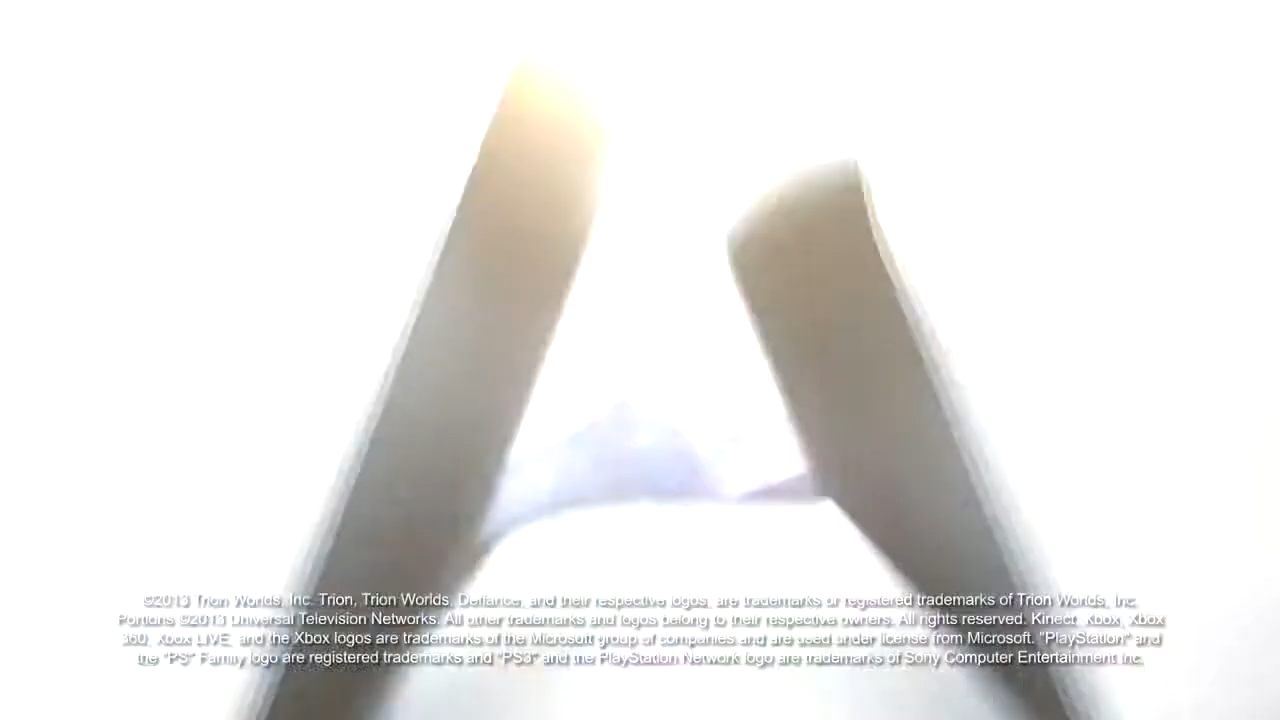 ©2013 Trion Worlds, Inc. Trion, Trion Worlds, Defiance, and their respective logos, are trademarks or registered trademarks of Trion Worlds, Inc.
Portions ©2013 Universal Television Networks. All other trademarks and logos belong to their respective owners. All rights reserved. Kinect, Xbox, Xbox
360, Xbox LIVE, and the Xbox logos are trademarks of the Microsoft group of companies and are used under license from Microsoft. "PlayStation" and
the "PS" Family logo are registered trademarks and "PS3" and the PlayStation Network logo are trademarks of Sony Computer Entertainment Inc.